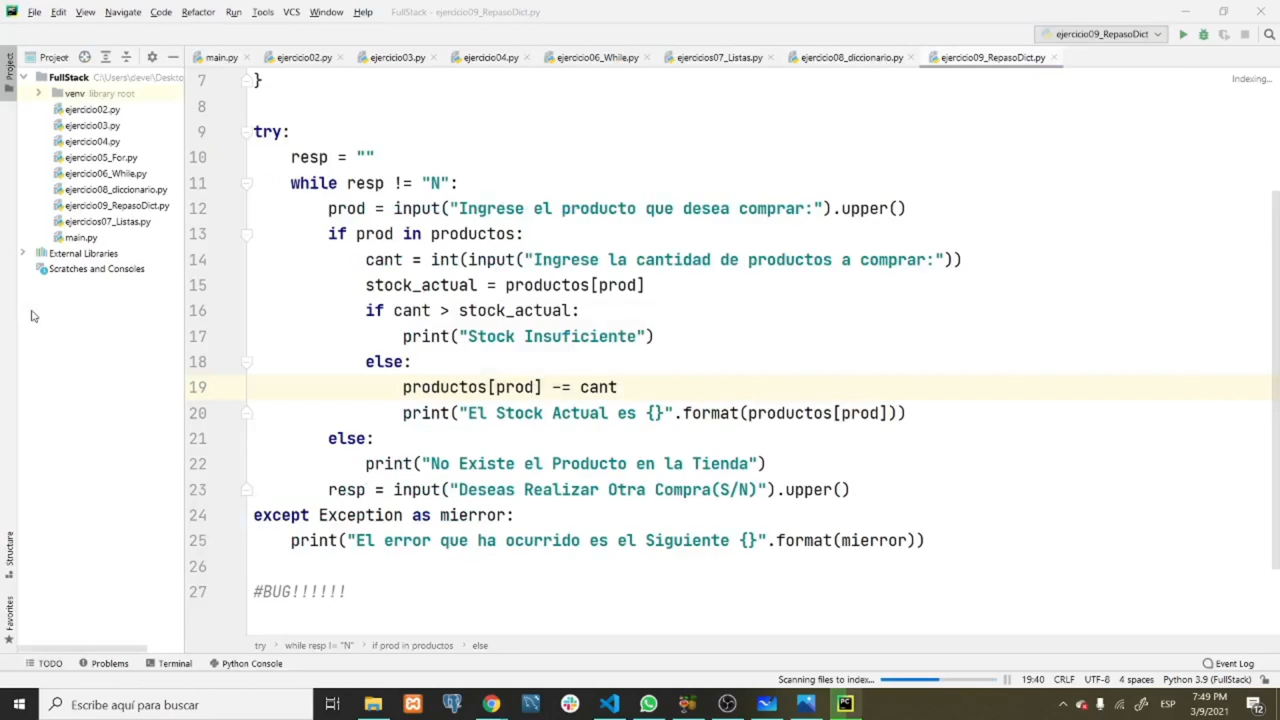 File Edit View Navigate Code Refactor Run Tools VCS Window Help FullStack - ejercicio09_RepasoDict.py
ejercicio09_RepasoDict
Project main.py ejercicio02.py ejercicio03.py ejercicio04.py ejercicio06_While.py ejercicios07_Listas.py ejercicio08_diccionario.py ejercicio09_RepasoDict.py
Project
FullStack C:\Users\devel\Deskto
venv library root
ejercicio02.py
ejercicio03.py
ejercicio04.py
ejercicio05_For.py
ejercicio06_While.py
ejercicio08_diccionario.py
ejercicio09_RepasoDict.py
ejercicios07_Listas.py
main.py
External Libraries
Scratches and Consoles
Structure
Favorites
Indexing...
7 }
8
9 try:
10 resp = ""
11 while resp != "N":
12 prod = input("Ingrese el producto que desea comprar:").upper()
13 if prod in productos:
14 cant = int(input("Ingrese la cantidad de productos a comprar:"))
15 stock_actual = productos[prod]
16 if cant > stock_actual:
17 print("Stock Insuficiente")
18 else:
19 productos[prod] -= cant
20 print("El Stock Actual es {}".format(productos[prod]))
21 else:
22 print("No Existe el Producto en la Tienda")
23 resp = input("Deseas Realizar Otra Compra(S/N)").upper()
24 except Exception as mierror:
25 print("El error que ha ocurrido es el Siguiente {}".format(mierror))
26
27 #BUG!!!!!!
try while resp != "N" if prod in productos else
TODO Problems Terminal Python Console Event Log
Scanning files to index... 19:40 CRLF UTF-8 4 spaces Python 3.9 (FullStack)
Escribe aquí para buscar ESP 7:49 PM
3/9/2021 12